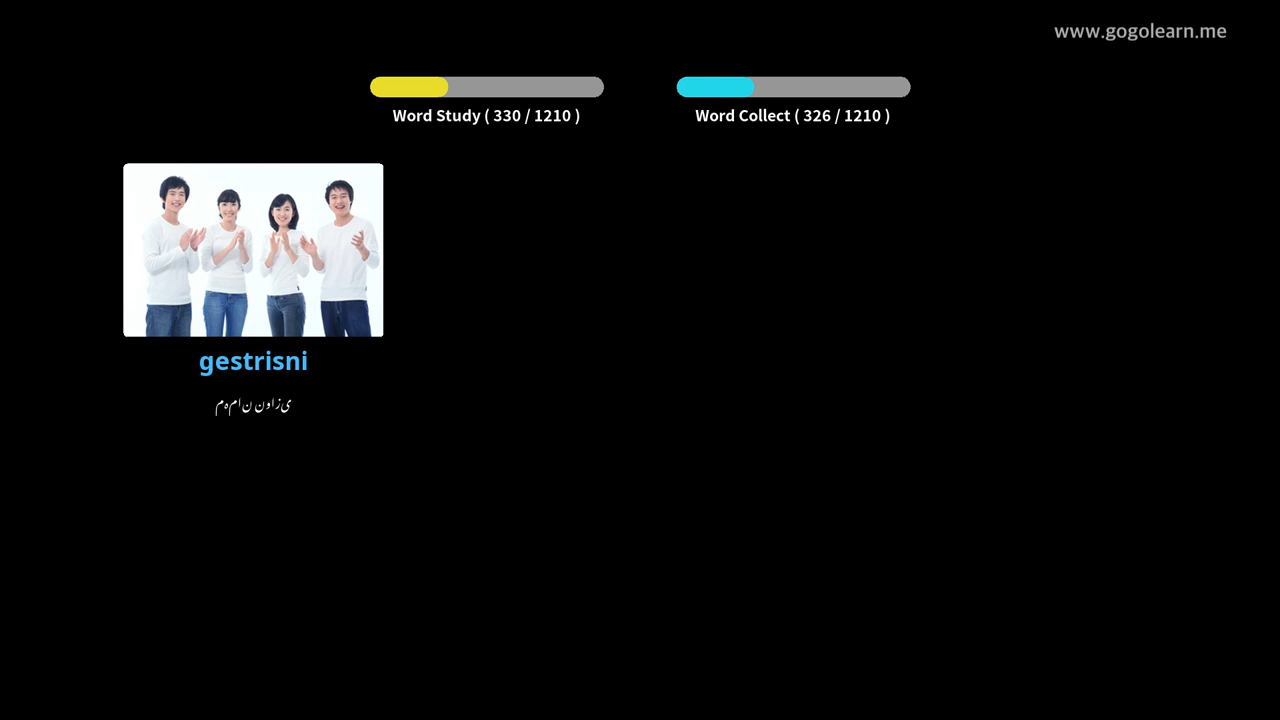 www.gogolearn.me
Word Study ( 330 / 1210 )
Word Collect ( 326 / 1210 )
gestrisni
مہمان نوازی